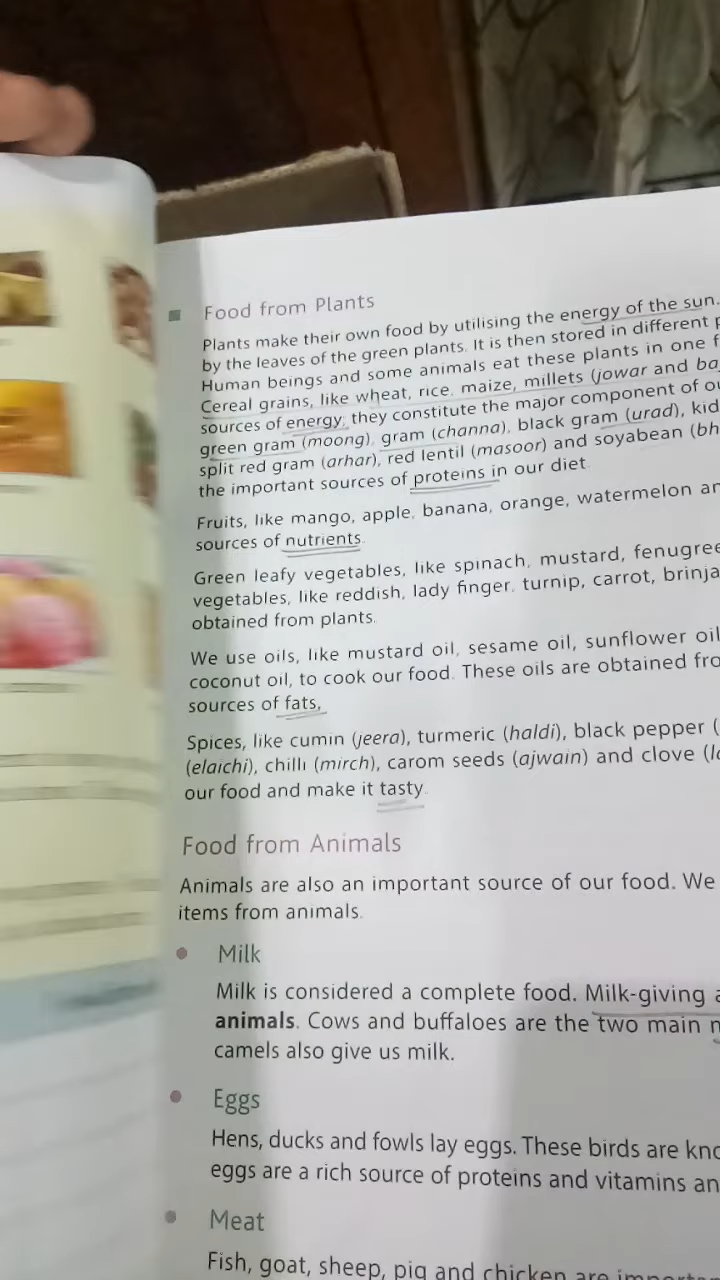 Food from Plants
Plants make their own food by utilising the energy of the sun.
by the leaves of the green plants. It is then stored in different
Human beings and some animals eat these plants in one
Cereal grains, like wheat, rice, maize, millets (jowar and
sources of energy; they constitute the major component of
green gram (moong), gram (channa), black gram (urad),
split red gram (arhar), red lentil (masoor) and soyabean
the important sources of proteins in our diet.
Fruits, like mango, apple, banana, orange, watermelon
sources of nutrients.
Green leafy vegetables, like spinach, mustard,
vegetables, like reddish, lady finger, turnip, carrot,
obtained from plants.
We use oils, like mustard oil, sesame oil, sunflower oil
coconut oil, to cook our food. These oils are obtained
sources of fats,
Spices, like cumin (jeera), turmeric (haldi), black pepper
(elaichi), chilli (mirch), carom seeds (ajwain) and clove
our food and make it tasty.
Food from Animals
Animals are also an important source of our food. We
items from animals.
Milk
Milk is considered a complete food. Milk-giving
animals. Cows and buffaloes are the two main
camels also give us milk.
Eggs
Hens, ducks and fowls lay eggs. These birds are
eggs are a rich source of proteins and vitamins
Meat
Fish, goat, sheep, pig and chicken are